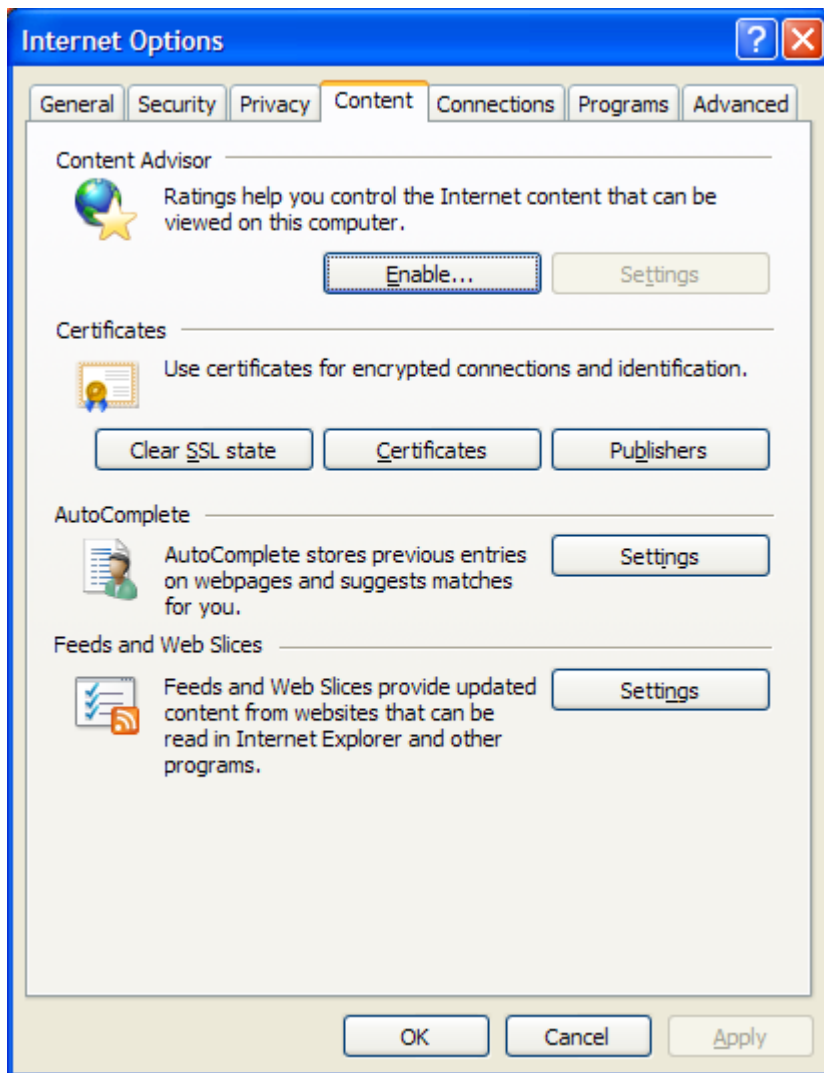 Internet Options
?
General Security Privacy Content Connections Programs Advanced
Content Advisor
Ratings help you control the Internet content that can be
viewed on this computer.
Enable... Settings
Certificates
Use certificates for encrypted connections and identification.
Clear SSL state Certificates Publishers
AutoComplete
AutoComplete stores previous entries
on webpages and suggests matches
for you.
Settings
Feeds and Web Slices
Feeds and Web Slices provide updated
content from websites that can be
read in Internet Explorer and other
programs.
Settings
OK Cancel Apply